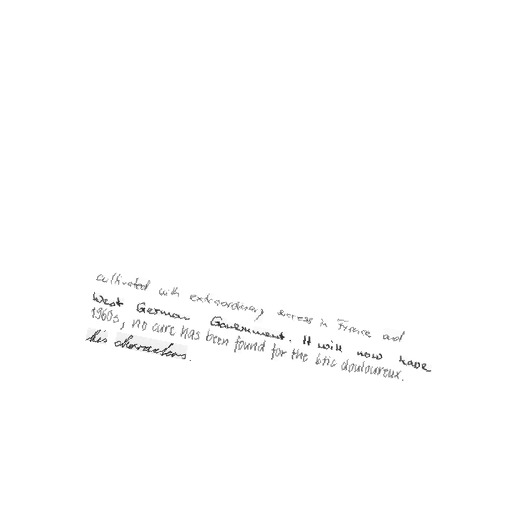 cultivated with extraordinary success in France and
West German Government. It will now have
1960s, no cure has been found for the btic douloureux.
his characters.